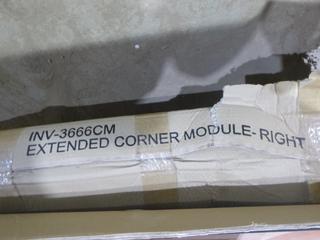 INV-3666CM
EXTENDED CORNER MODULE- RIGHT